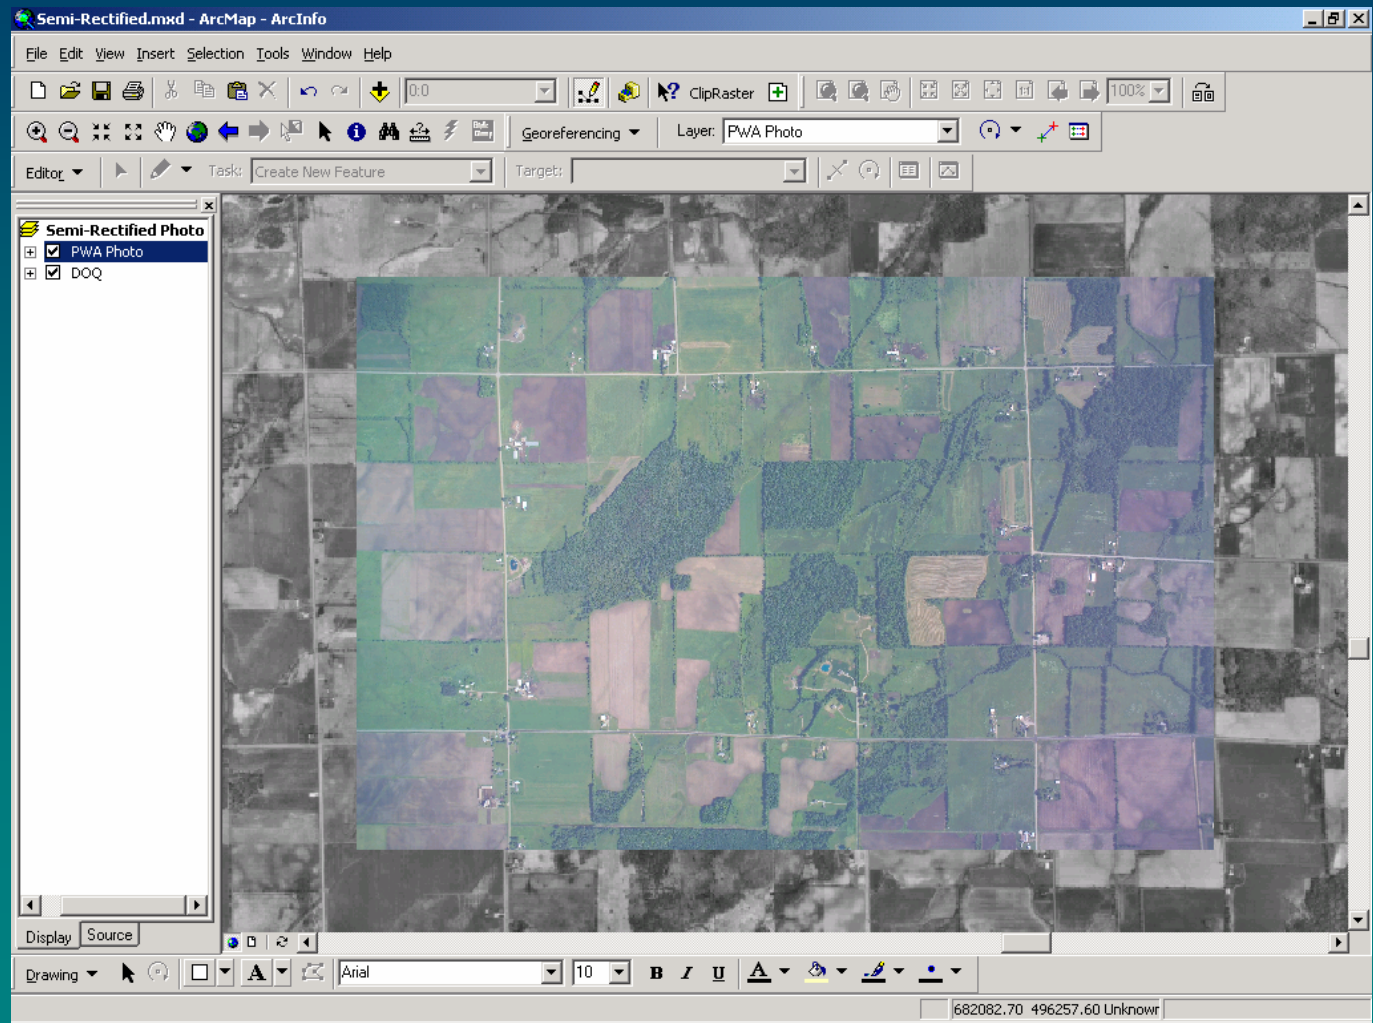 Semi-Rectified.mxd - ArcMap - ArcInfo
File Edit View Insert Selection Tools Window Help
0:0 ClipRaster 100%
Georeferencing Layer: PWA Photo
Editor Task: Create New Feature Target:
Semi-Rectified Photo
PWA Photo
DOQ
Display Source
Drawing A Arial 10 B I U A
682082.70 496257.60 Unknowr